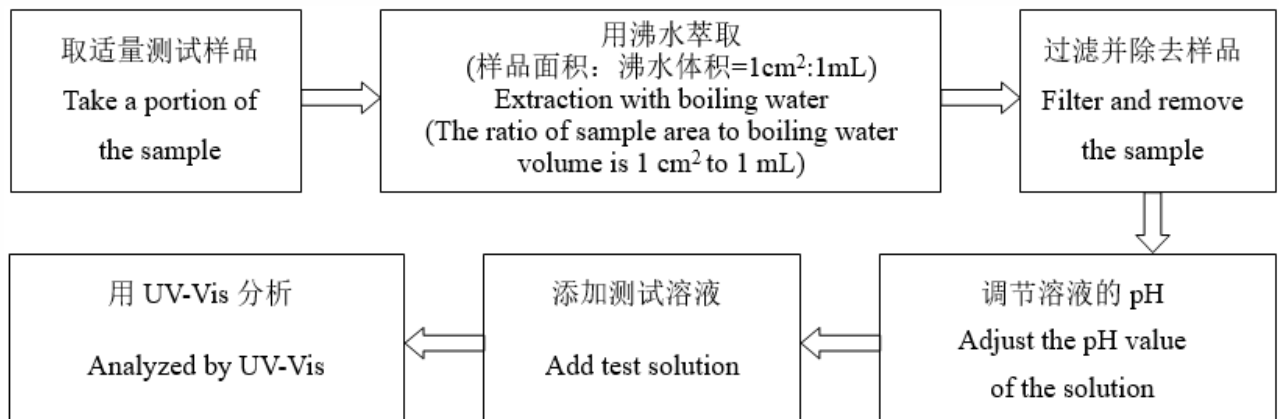 取适量测试样品
Take a portion of
the sample
用沸水萃取
(样品面积：沸水体积=1cm²:1mL)
Extraction with boiling water
(The ratio of sample area to boiling water
volume is 1 cm² to 1 mL)
过滤并除去样品
Filter and remove
the sample
调节溶液的 pH
Adjust the pH value
of the solution
添加测试溶液
Add test solution
用 UV-Vis 分析
Analyzed by UV-Vis